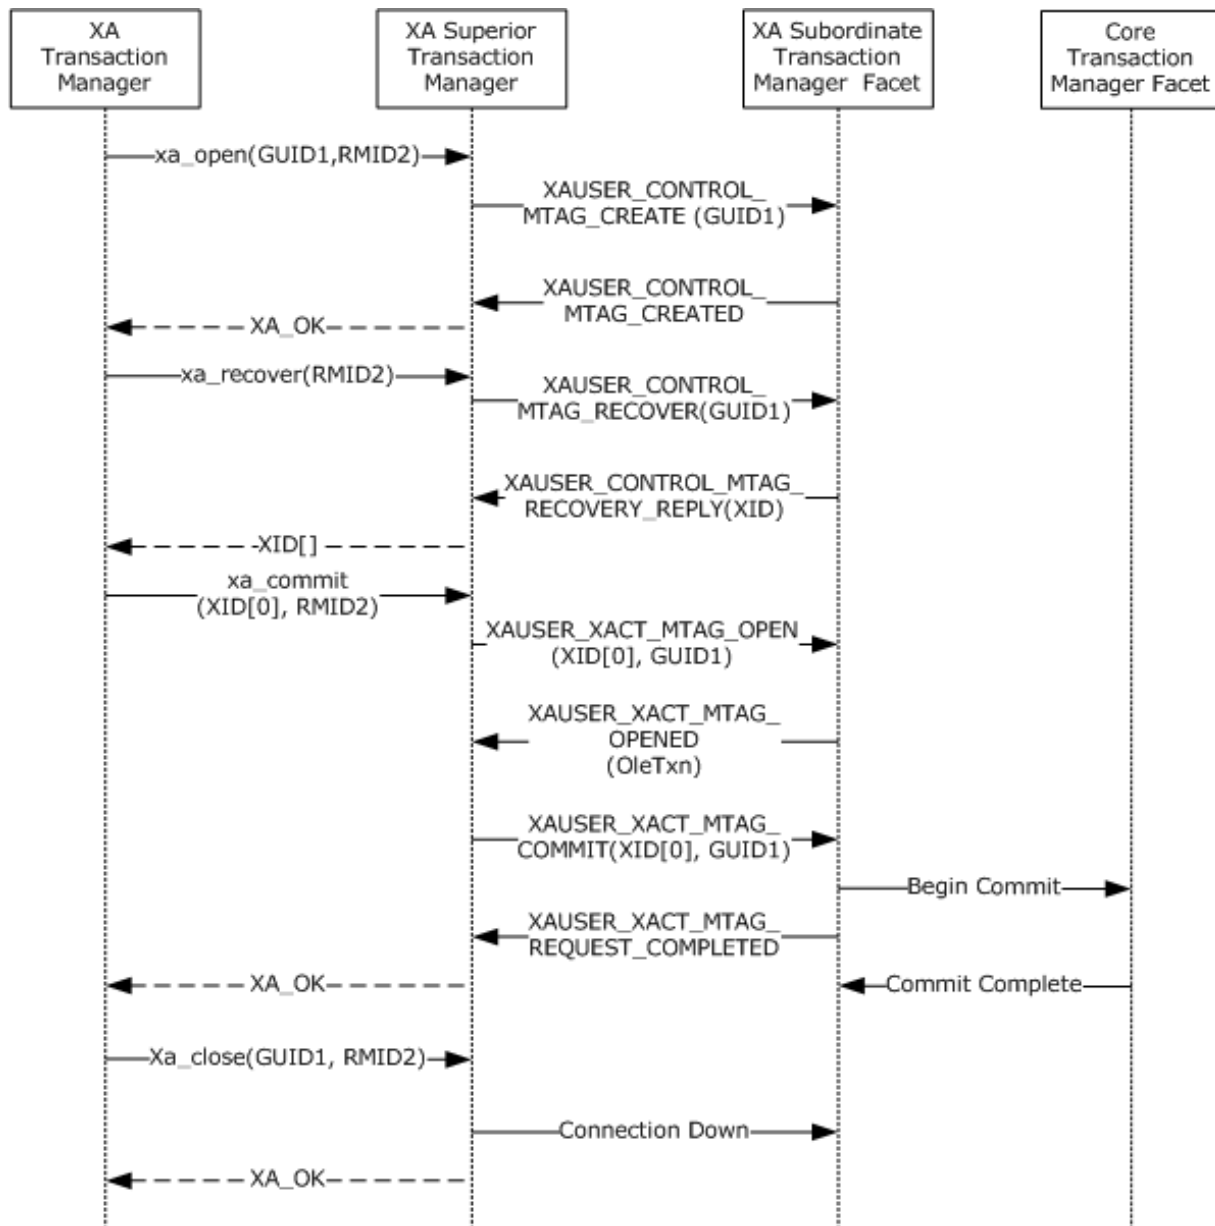 XA
Transaction
Manager
XA Superior
Transaction
Manager
XA Subordinate
Transaction
Manager Facet
Core
Transaction
Manager Facet
xa_open(GUID1,RMID2)
XAUSER_CONTROL_
MTAG_CREATE (GUID1)
XAUSER_CONTROL_
MTAG_CREATED
XA_OK
xa_recover(RMID2)
XAUSER_CONTROL_
MTAG_RECOVER(GUID1)
XAUSER_CONTROL_MTAG_
RECOVERY_REPLY(XID)
XID[]
xa_commit
(XID[0], RMID2)
XAUSER_XACT_MTAG_OPEN
(XID[0], GUID1)
XAUSER_XACT_MTAG_
OPENED
(OleTxn)
XAUSER_XACT_MTAG_
COMMIT(XID[0], GUID1)
Begin Commit
XAUSER_XACT_MTAG_
REQUEST_COMPLETED
XA_OK
Commit Complete
Xa_close(GUID1, RMID2)
Connection Down
XA_OK